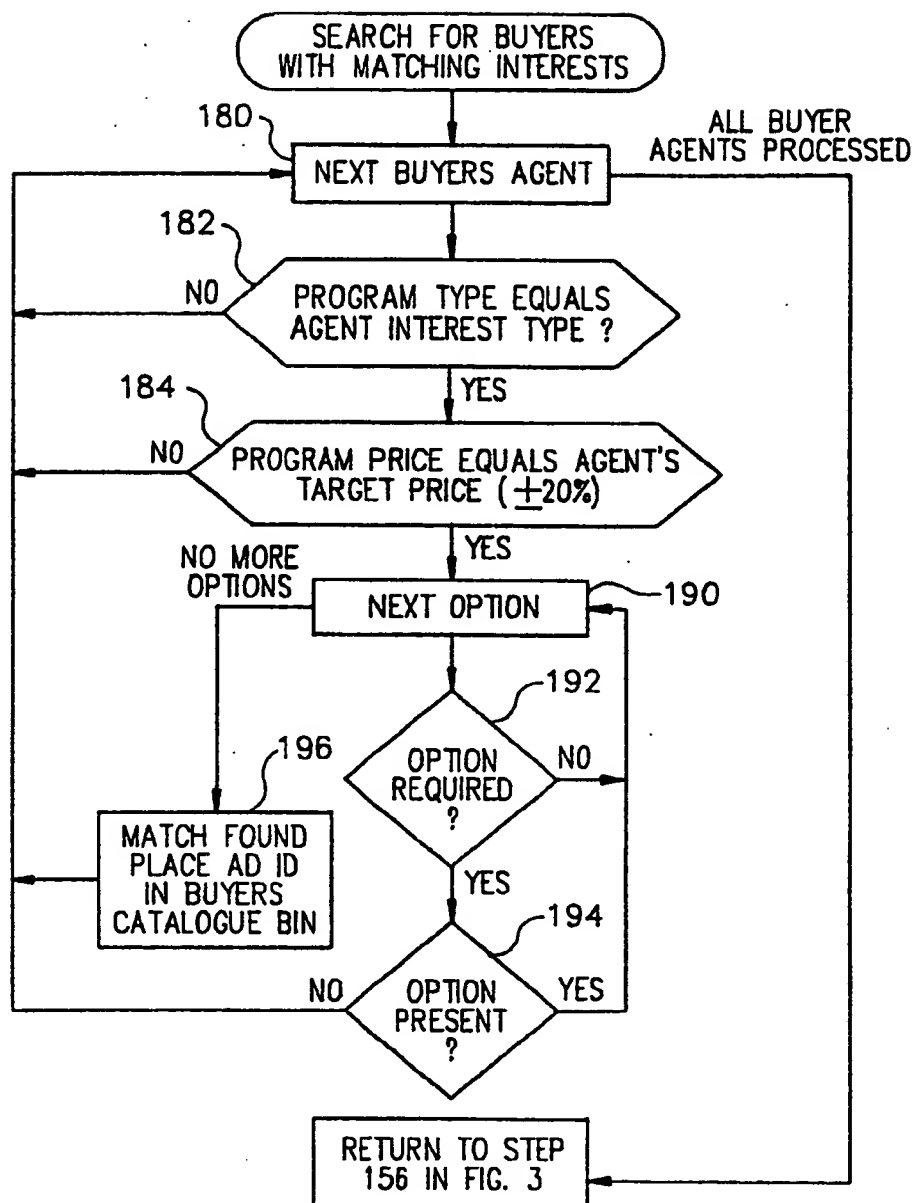 SEARCH FOR BUYERS
WITH MATCHING INTERESTS
180
ALL BUYER
AGENTS PROCESSED
NEXT BUYERS AGENT
182
NO
PROGRAM TYPE EQUALS
AGENT INTEREST TYPE ?
YES
184
NO
PROGRAM PRICE EQUALS AGENT'S
TARGET PRICE (±20%)
YES
NO MORE
OPTIONS
NEXT OPTION
190
192
OPTION
REQUIRED
?
NO
196
MATCH FOUND
PLACE AD ID
IN BUYERS
CATALOGUE BIN
YES
194
NO
OPTION
PRESENT
?
YES
RETURN TO STEP
156 IN FIG. 3